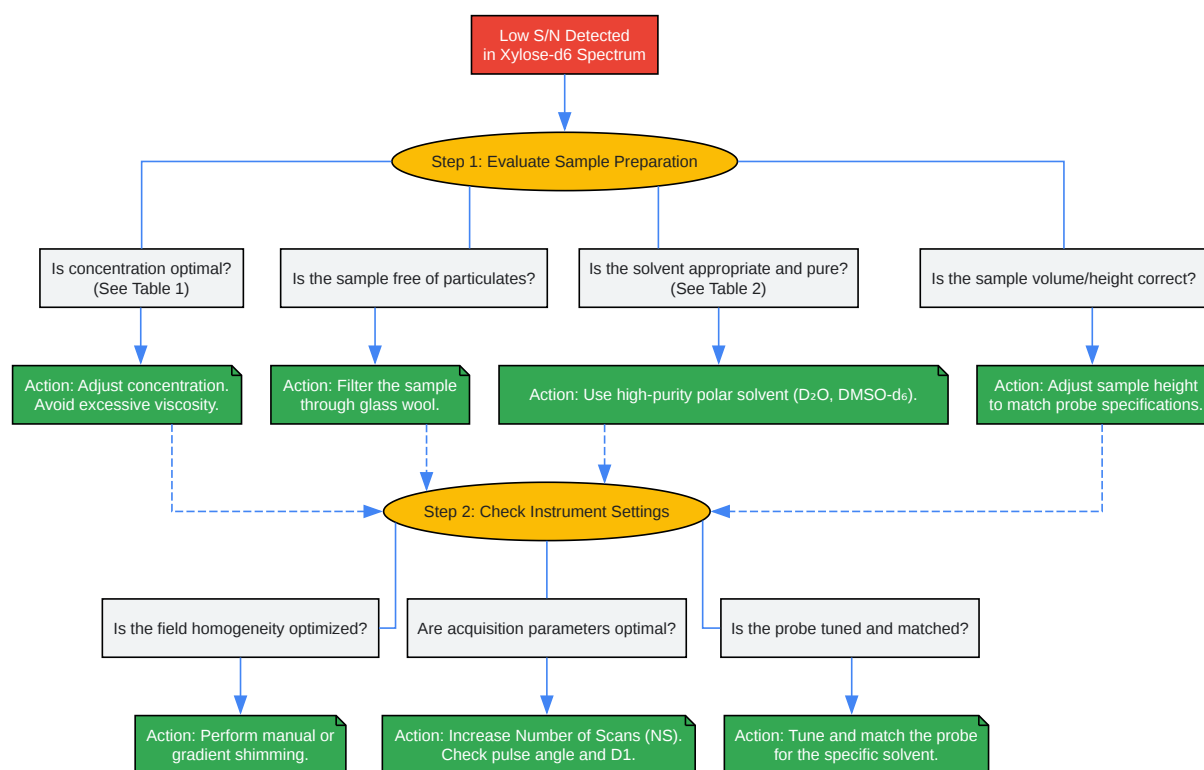 Low S/N Detected
in Xylose-d6 Spectrum
Step 1: Evaluate Sample Preparation
Is concentration optimal?
(See Table 1)
Is the sample free of particulates?
Is the solvent appropriate and pure?
(See Table 2)
Is the sample volume/height correct?
Action: Adjust concentration.
Avoid excessive viscosity.
Action: Filter the sample
through glass wool.
Action: Use high-purity polar solvent (D₂O, DMSO-d₆).
Action: Adjust sample height
to match probe specifications.
Step 2: Check Instrument Settings
Is the field homogeneity optimized?
Are acquisition parameters optimal?
Is the probe tuned and matched?
Action: Perform manual or
gradient shimming.
Action: Increase Number of Scans (NS).
Check pulse angle and D1.
Action: Tune and match the probe
for the specific solvent.